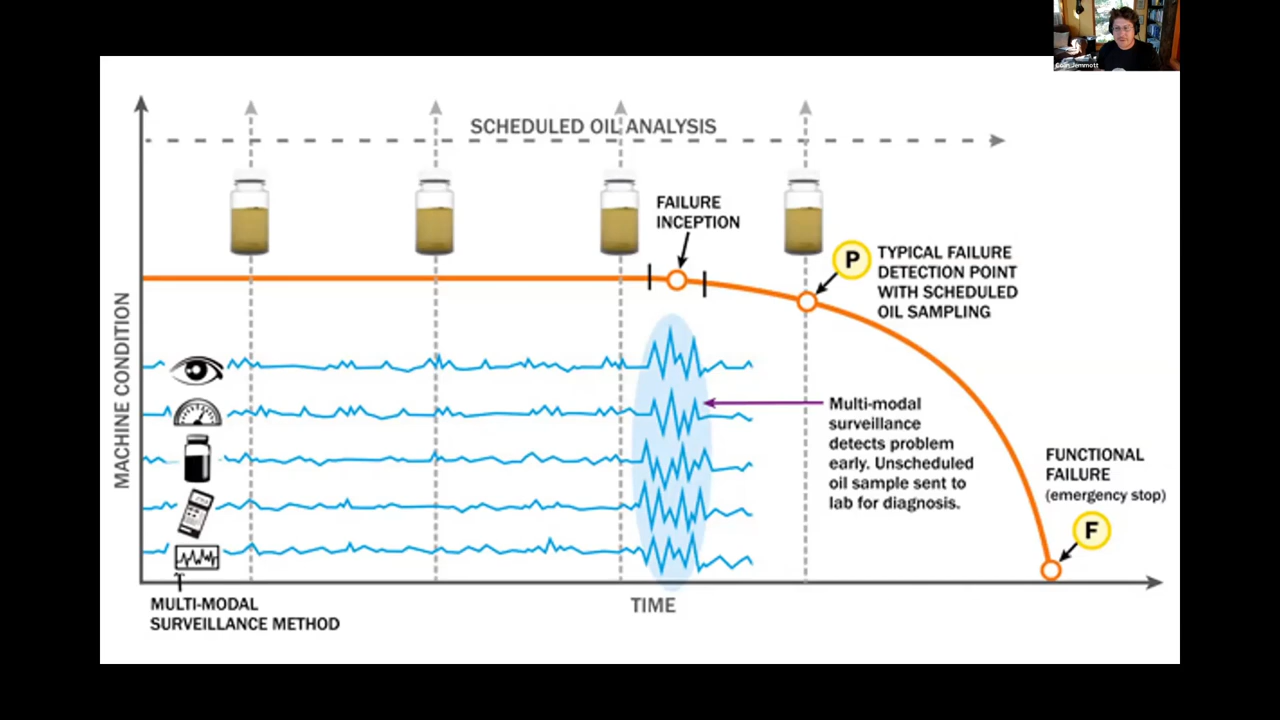 Colin Jemmott
SCHEDULED OIL ANALYSIS
FAILURE
INCEPTION
P
TYPICAL FAILURE
DETECTION POINT
WITH SCHEDULED
OIL SAMPLING
MACHINE CONDITION
Multi-modal
surveillance
detects problem
early. Unscheduled
oil sample sent to
lab for diagnosis.
FUNCTIONAL
FAILURE
(emergency stop)
F
TIME
MULTI-MODAL
SURVEILLANCE METHOD